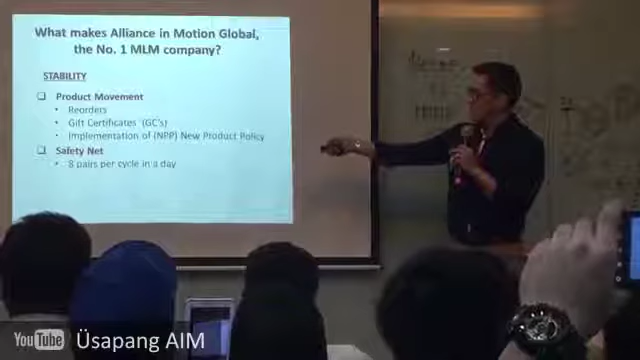 What makes Alliance in Motion Global,
the No. 1 MLM company?
STABILITY
❑ Product Movement
• Reorders
• Gift Certificates (GC's)
• Implementation of (NPP) New Product Policy
❑ Safety Net
• 8 pairs per cycle in a day
YouTube Üsapang AIM